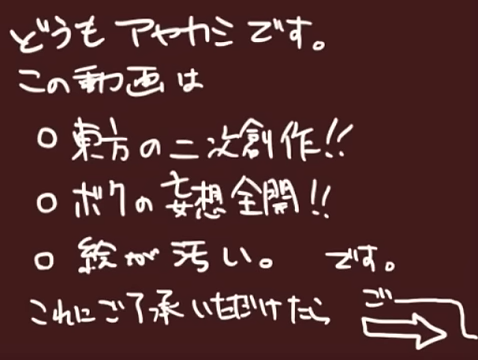 どうもアヤカシです。
この動画は
○東方の二次創作!!
○ボクの妄想全開!!
○絵が汚い。です。
これにご了承いただけたら ご